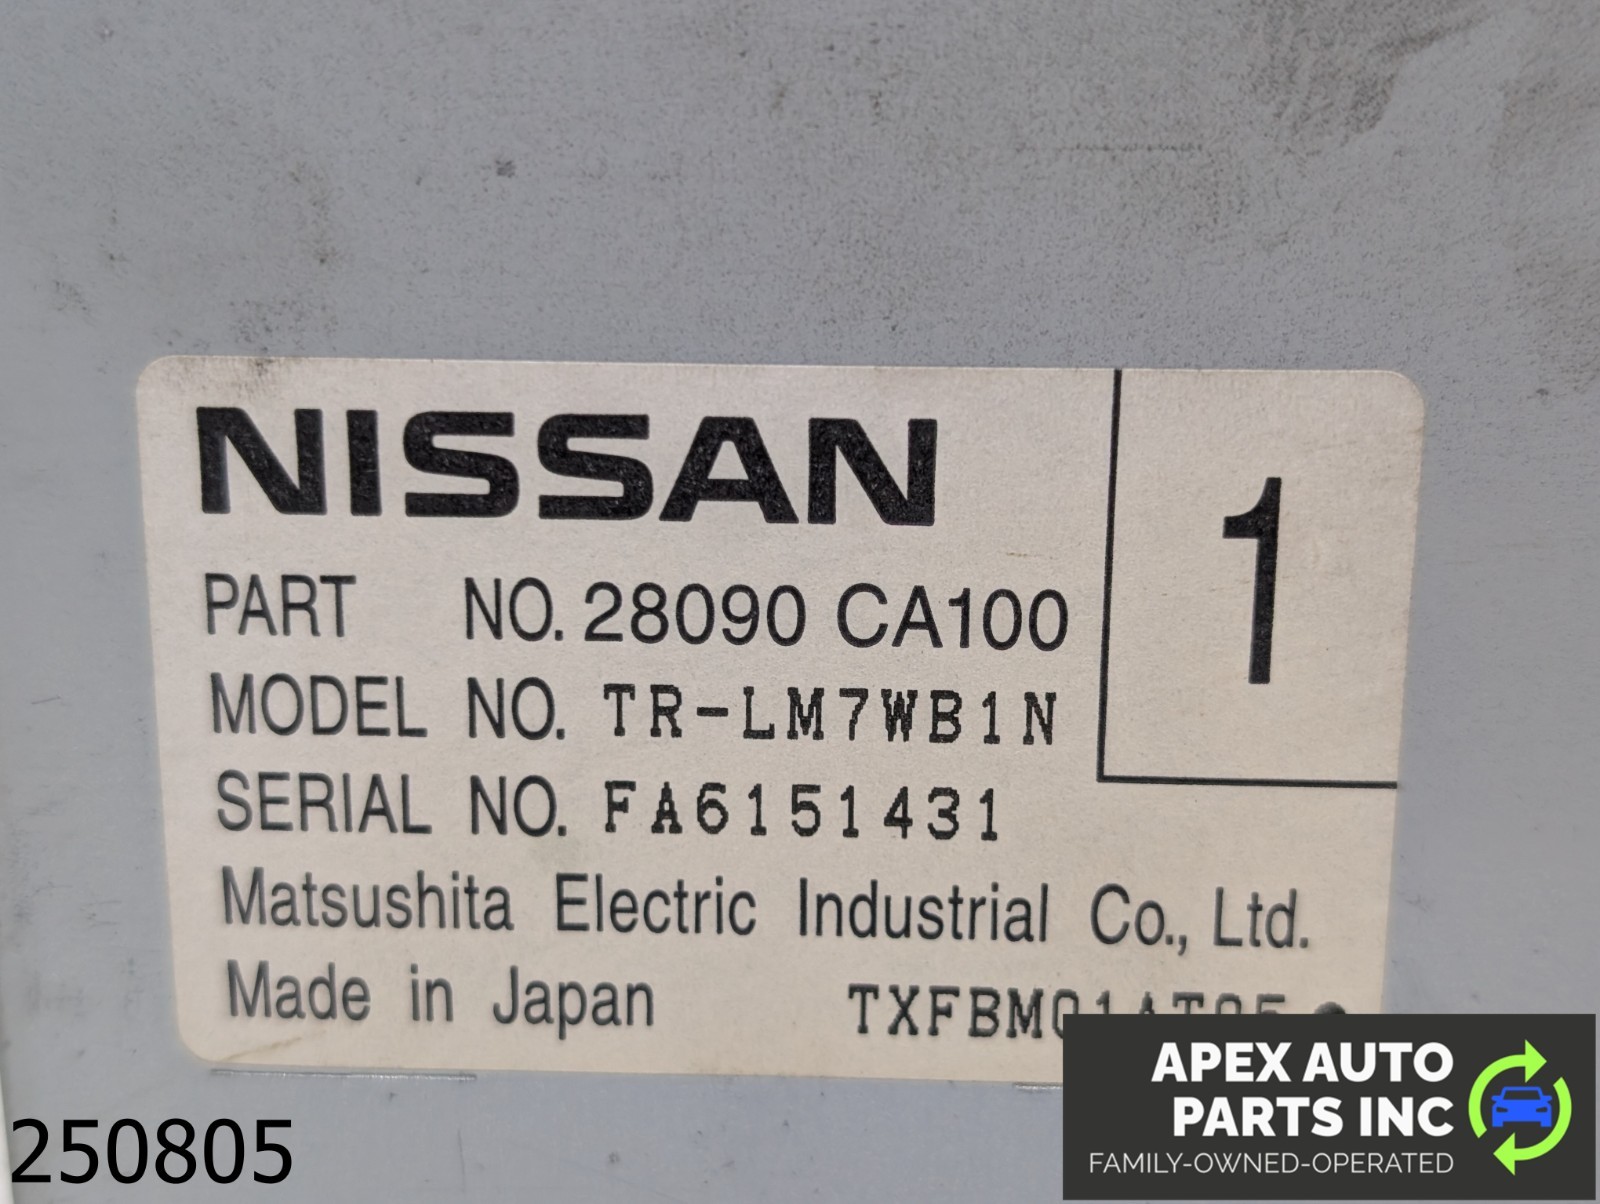 NISSAN
1
PART NO. 28090 CA100
MODEL NO. TR-LM7WB1N
SERIAL NO. FA6151431
Matsushita Electric Industrial Co., Ltd.
Made in Japan
250805
APEX AUTO
PARTS INC
FAMILY-OWNED-OPERATED